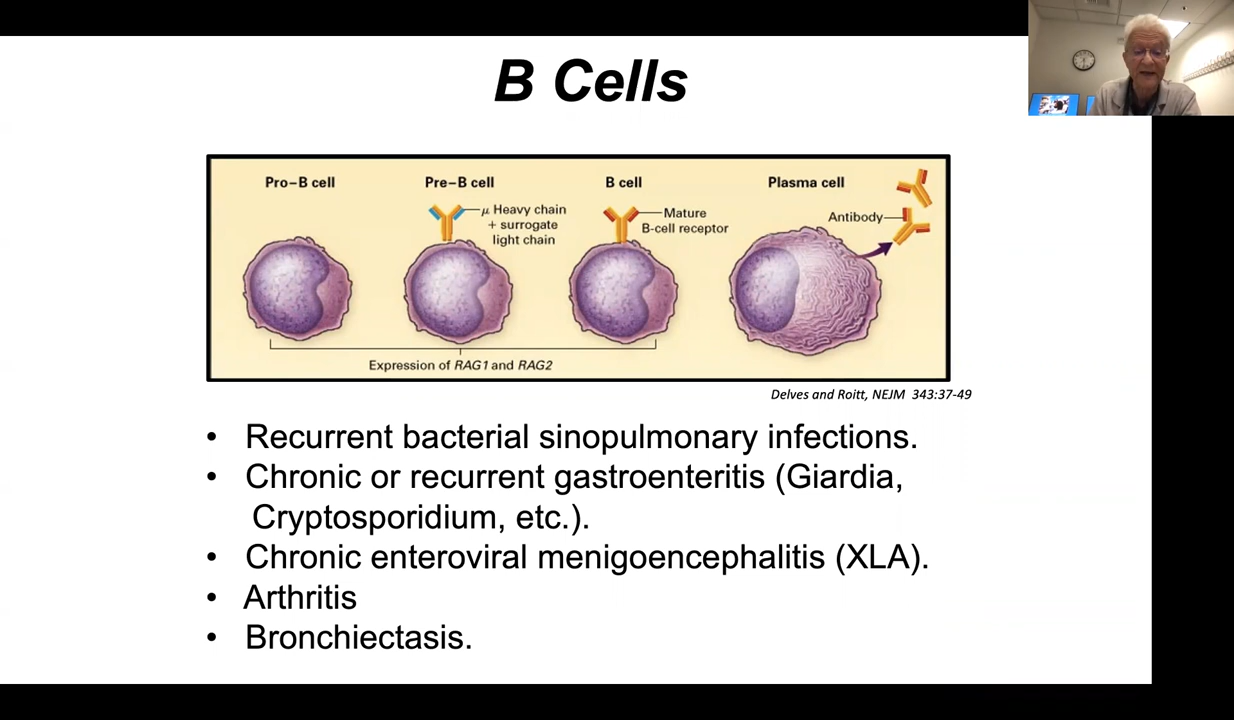 B Cells
Pro–B cell
Pre–B cell
B cell
Plasma cell
μ Heavy chain
+ surrogate
light chain
Mature
B-cell receptor
Antibody
Expression of RAG1 and RAG2
Delves and Roitt, NEJM 343:37-49
• Recurrent bacterial sinopulmonary infections.
• Chronic or recurrent gastroenteritis (Giardia,
Cryptosporidium, etc.).
• Chronic enteroviral menigoencephalitis (XLA).
• Arthritis
• Bronchiectasis.